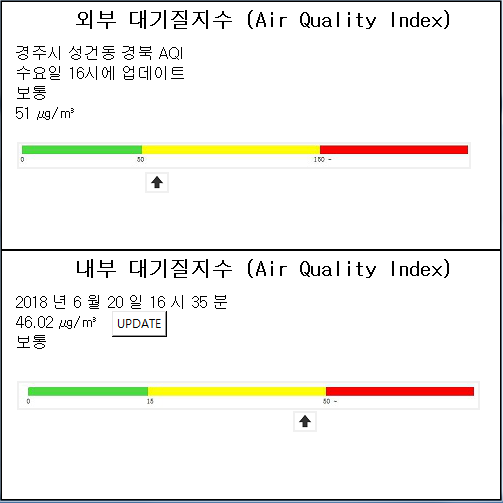 외부 대기질지수 (Air Quality Index)
경주시 성건동 경북 AQI
수요일 16시에 업데이트
보통
51 ㎍/㎥
0 50 150 ~
내부 대기질지수 (Air Quality Index)
2018 년 6 월 20 일 16 시 35 분
46.02 ㎍/㎥ UPDATE
보통
0 15 50 ~